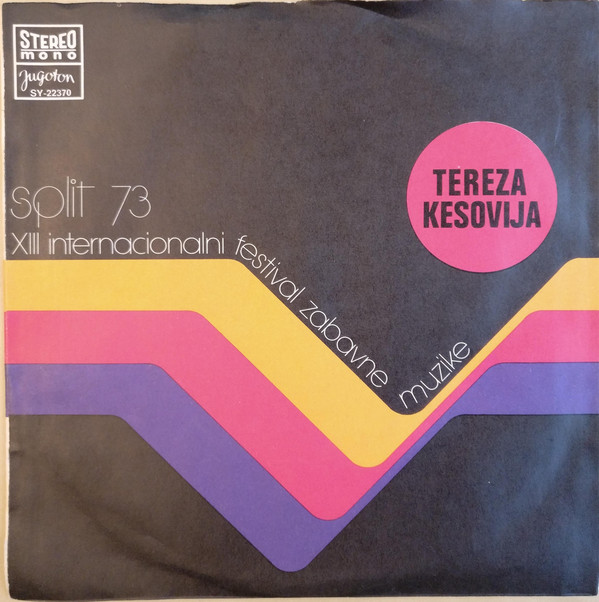 STEREO
mono
Jugoton
SY-22370
TEREZA
KESOVIJA
split 73
XIII internacionalni festival zabavne muzike